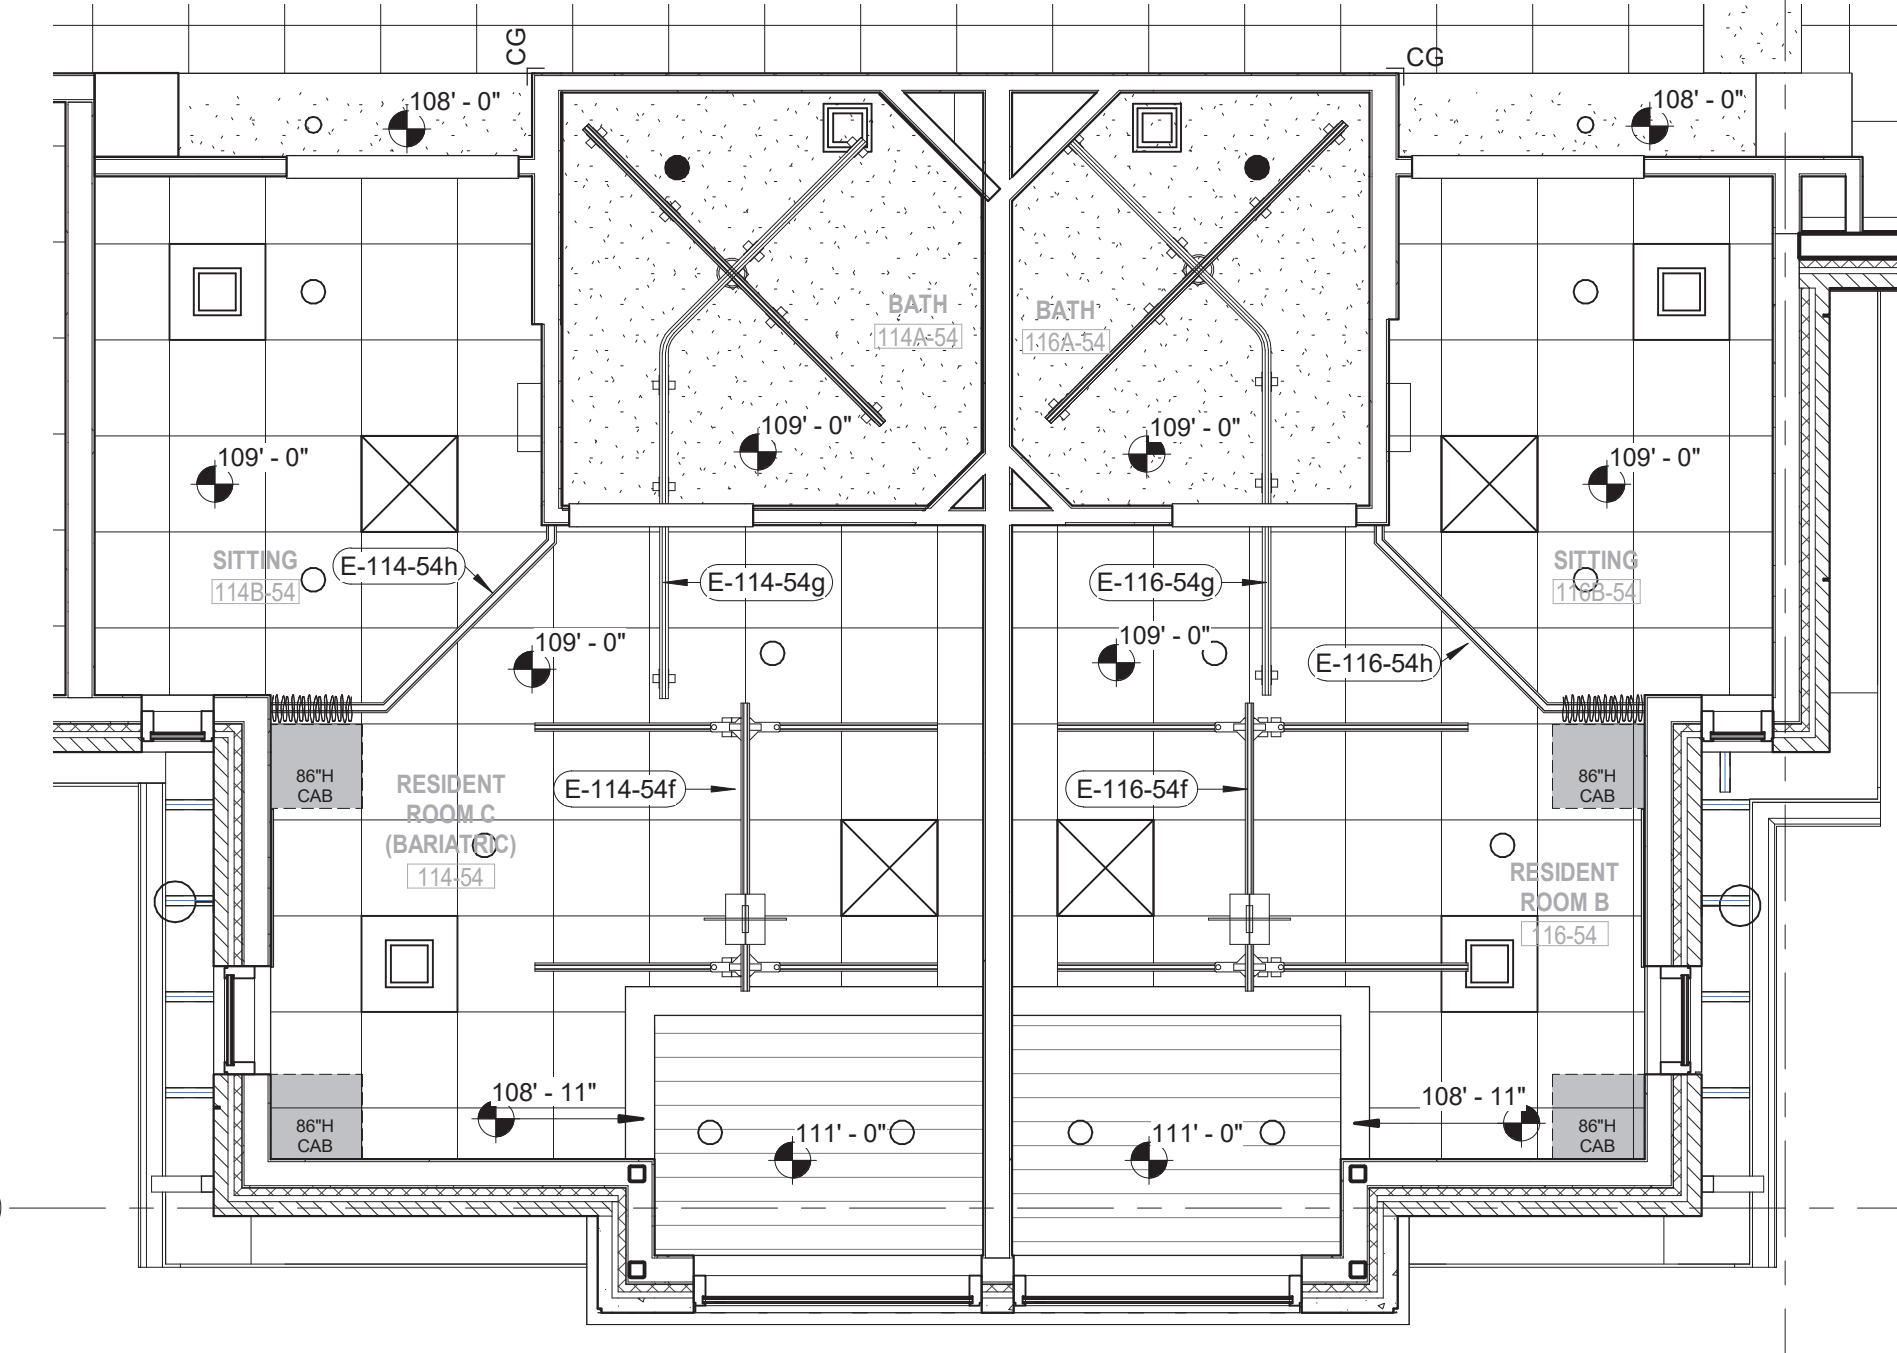 CG
CG
108' - 0"
108' - 0"
BATH
114A-54
BATH
116A-54
109' - 0"
109' - 0"
109' - 0"
109' - 0"
SITTING
114B-54
E-114-54h
E-114-54g
E-116-54g
SITTING
116B-54
109' - 0"
109' - 0"
E-116-54h
86"H
CAB
RESIDENT
ROOM C
(BARIATRIC)
114-54
E-114-54f
E-116-54f
86"H
CAB
RESIDENT
ROOM B
116-54
108' - 11"
108' - 11"
86"H
CAB
111' - 0"
111' - 0"
86"H
CAB